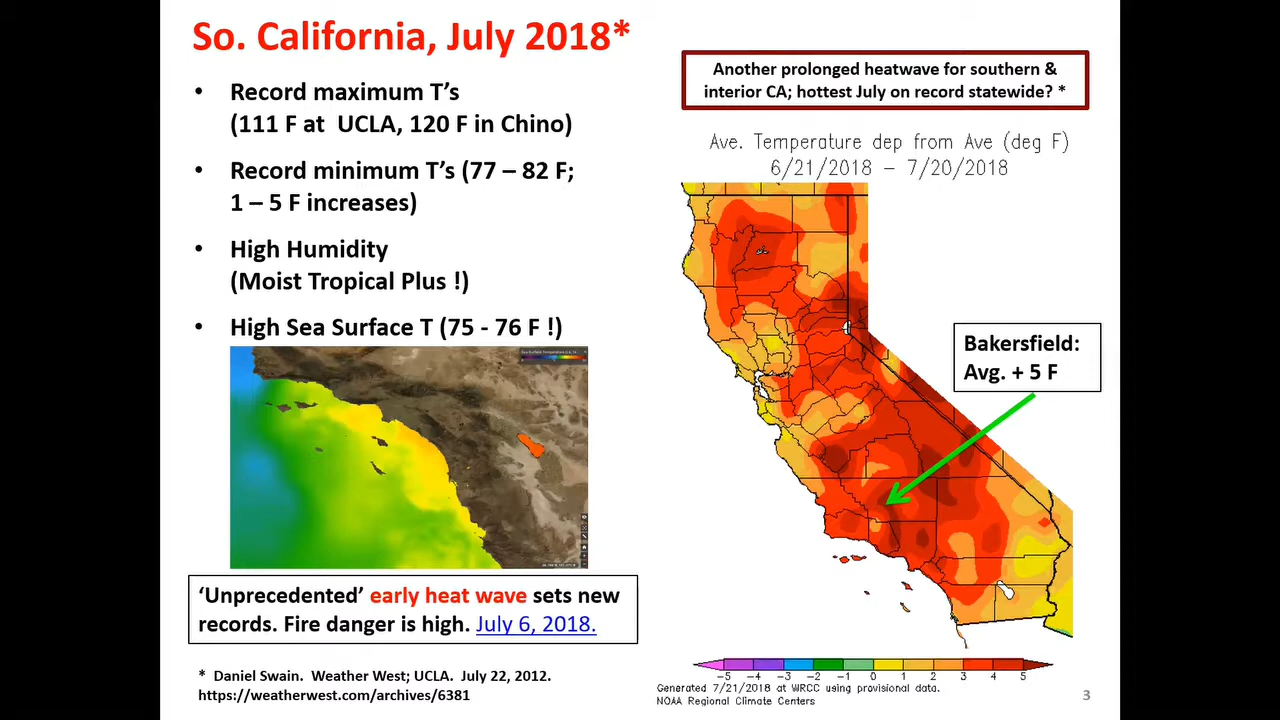 So. California, July 2018*
• Record maximum T's
(111 F at UCLA, 120 F in Chino)
• Record minimum T's (77 – 82 F;
1 – 5 F increases)
• High Humidity
(Moist Tropical Plus !)
• High Sea Surface T (75 - 76 F !)
'Unprecedented' early heat wave sets new
records. Fire danger is high. July 6, 2018.
* Daniel Swain. Weather West; UCLA. July 22, 2012.
https://weatherwest.com/archives/6381
Another prolonged heatwave for southern &
interior CA; hottest July on record statewide? *
Ave. Temperature dep from Ave (deg F)
6/21/2018 – 7/20/2018
Bakersfield:
Avg. + 5 F
-5 -4 -3 -2 -1 0 1 2 3 4 5
Generated 7/21/2018 at WRCC using provisional data.
NOAA Regional Climate Centers
3